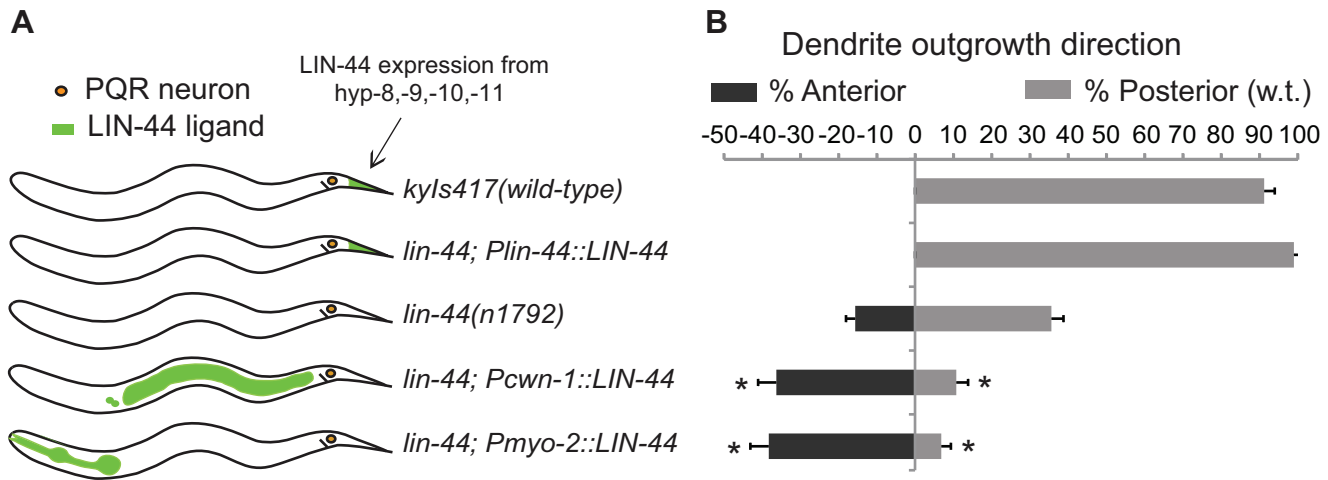 A
PQR neuron
LIN-44 ligand
LIN-44 expression from
hyp-8,-9,-10,-11
kyIs417(wild-type)
lin-44; Plin-44::LIN-44
lin-44(n1792)
lin-44; Pcwn-1::LIN-44
lin-44; Pmyo-2::LIN-44
B
Dendrite outgrowth direction
% Anterior
% Posterior (w.t.)
-50 -40 -30 -20 -10 0 10 20 30 40 50 60 70 80 90 100
* *
* *